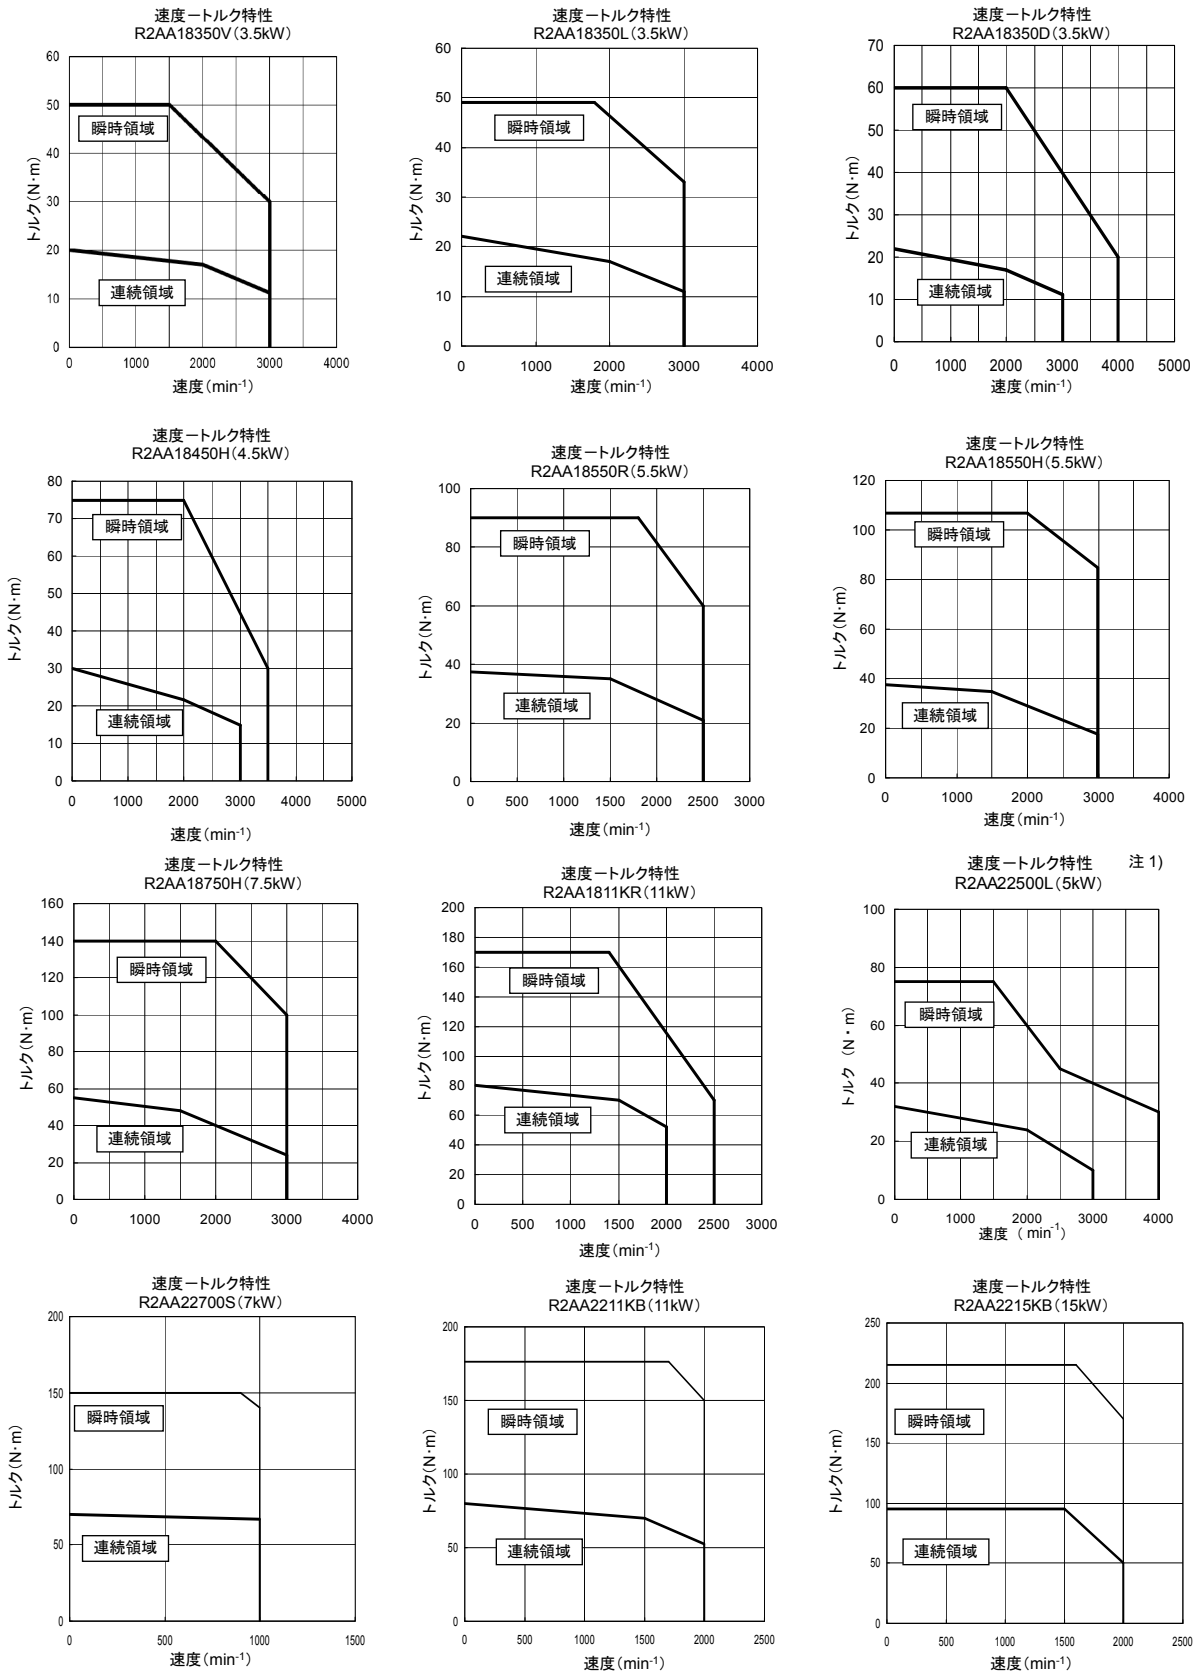 速度ートルク特性
R2AA18350V(3.5kW)
60
50
40
30
20
10
0
トルク(N・m)
瞬時領域
連続領域
0 1000 2000 3000 4000
速度(min-1)
速度ートルク特性
R2AA18350L(3.5kW)
60
50
40
30
20
10
0
トルク(N・m)
瞬時領域
連続領域
0 1000 2000 3000 4000
速度(min-1)
速度ートルク特性
R2AA18350D(3.5kW)
70
60
50
40
30
20
10
0
トルク(N・m)
瞬時領域
連続領域
0 1000 2000 3000 4000 5000
速度(min-1)
速度ートルク特性
R2AA18450H(4.5kW)
80
70
60
50
40
30
20
10
0
トルク(N・m)
瞬時領域
連続領域
0 1000 2000 3000 4000 5000
速度(min-1)
速度ートルク特性
R2AA18550R(5.5kW)
100
80
60
40
20
0
トルク(N・m)
瞬時領域
連続領域
0 500 1000 1500 2000 2500 3000
速度(min-1)
速度ートルク特性
R2AA18550H(5.5kW)
120
100
80
60
40
20
0
トルク(N・m)
瞬時領域
連続領域
0 1000 2000 3000 4000
速度(min-1)
速度ートルク特性
R2AA18750H(7.5kW)
160
140
120
100
80
60
40
20
0
トルク(N・m)
瞬時領域
連続領域
0 1000 2000 3000 4000
速度(min-1)
速度ートルク特性
R2AA1811KR(11kW)
200
180
160
140
120
100
80
60
40
20
0
トルク(N・m)
瞬時領域
連続領域
0 500 1000 1500 2000 2500 3000
速度(min-1)
速度ートルク特性 注 1)
R2AA22500L(5kW)
100
80
60
40
20
0
トルク (N・m)
瞬時領域
連続領域
0 1000 2000 3000 4000
速度 ( min-1)
速度ートルク特性
R2AA22700S(7kW)
200
150
100
50
0
トルク(N・m)
瞬時領域
連続領域
0 500 1000 1500
速度(min-1)
速度ートルク特性
R2AA2211KB(11kW)
200
150
100
50
0
トルク(N・m)
瞬時領域
連続領域
0 500 1000 1500 2000 2500
速度(min-1)
速度ートルク特性
R2AA2215KB(15kW)
250
200
150
100
50
0
トルク(N・m)
瞬時領域
連続領域
0 500 1000 1500 2000 2500
速度(min-1)